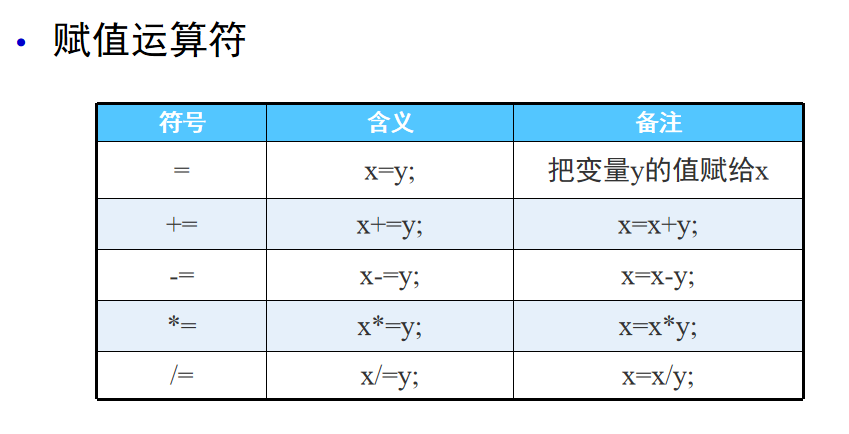 • 赋值运算符
符号 含义 备注
= x=y; 把变量y的值赋给x
+= x+=y; x=x+y;
-= x-=y; x=x-y;
*= x*=y; x=x*y;
/= x/=y; x=x/y;